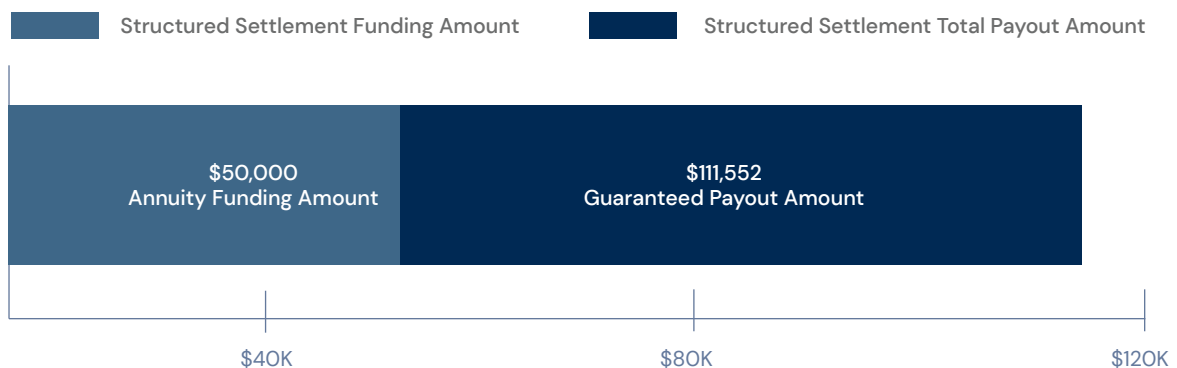 Structured Settlement Funding Amount
Structured Settlement Total Payout Amount
$50,000
Annuity Funding Amount
$111,552
Guaranteed Payout Amount
$40K
$80K
$120K